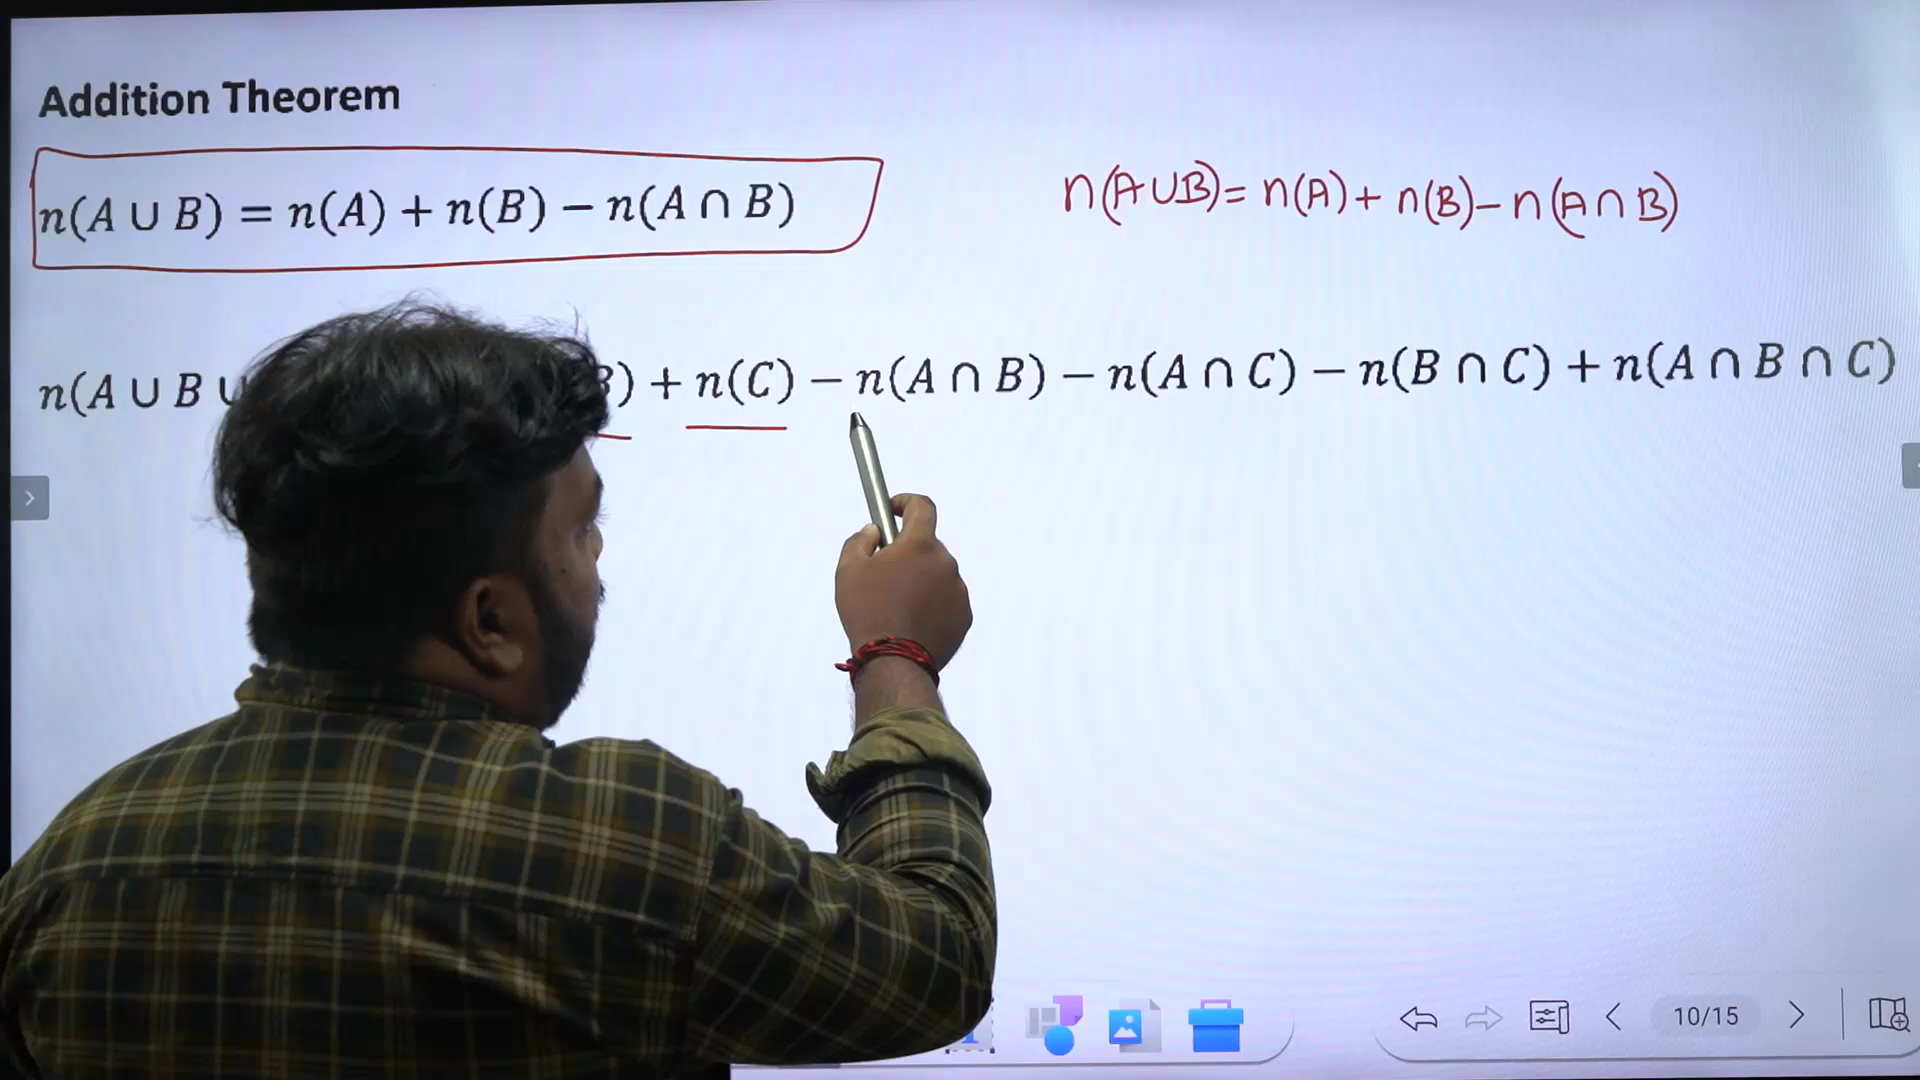 Addition Theorem
n(A ∪ B) = n(A) + n(B) − n(A ∩ B)
n(A∪B)= n(A)+ n(B)− n(A∩B)
n(A ∪ B ∪ ) + n(C) − n(A ∩ B) − n(A ∩ C) − n(B ∩ C) + n(A ∩ B ∩ C)
10/15